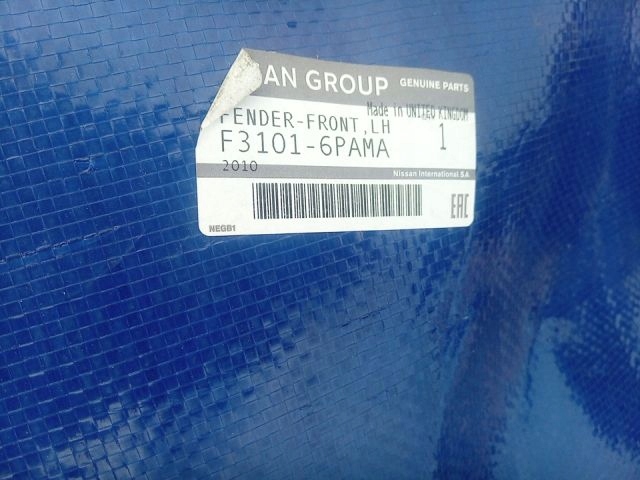 SAN GROUP GENUINE PARTS
Made in UNITED KINGDOM
FENDER-FRONT,LH
F3101-6PAMA 1
2010
Nissan International SA
EAC
NEGB1